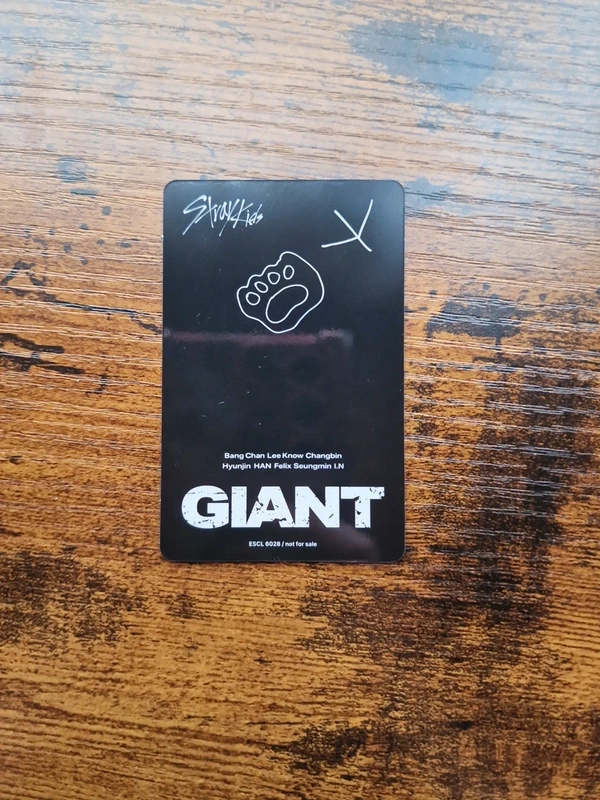 Stray Kids
Bang Chan Lee Know Changbin
Hyunjin HAN Felix Seungmin I.N
GIANT
ESCL 6028 / not for sale